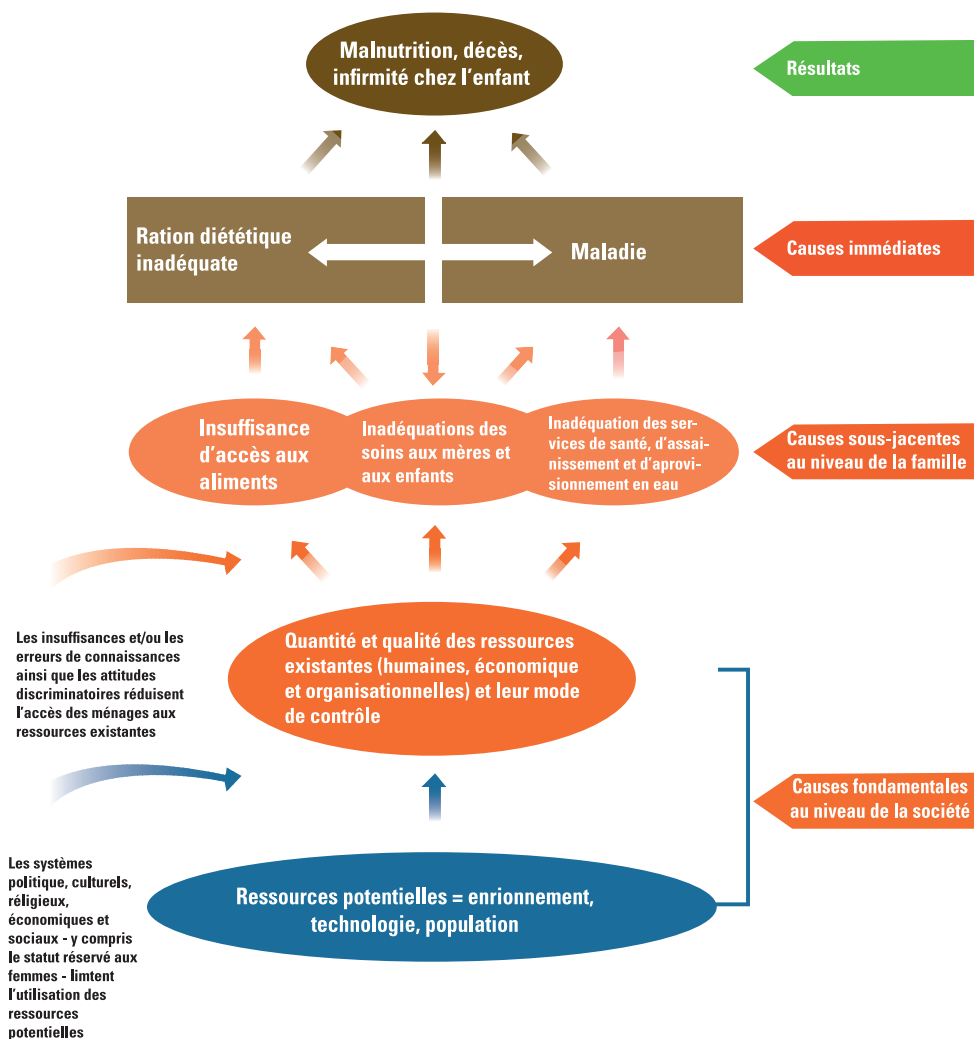 Malnutrition, décès,
infirmité chez l'enfant
Résultats
Ration diététique
inadéquate
Maladie
Causes immédiates
Insuffisance
d'accès aux
aliments
Inadéquations des
soins aux mères et
aux enfants
Inadéquation des ser-
vices de santé, d'assai-
nissement et d'aprovi-
sionnement en eau
Causes sous-jacentes
au niveau de la famille
Les insuffisances et/ou les
erreurs de connaissances
ainsi que les attitudes
discriminatoires réduisent
l'accès des ménages aux
ressources existantes
Quantité et qualité des ressources
existantes (humaines, économique
et organisationnelles) et leur mode
de contrôle
Causes fondamentales
au niveau de la société
Les systèmes
politique, culturels,
réligieux,
économiques et
sociaux - y compris
le statut réservé aux
femmes - limtent
l'utilisation des
ressources
potentielles
Ressources potentielles = enrionnement,
technologie, population